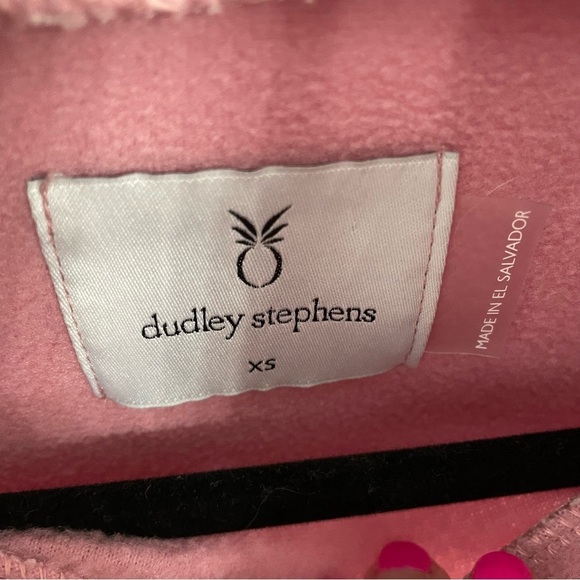 dudley stephens
XS
MADE IN EL SALVADOR